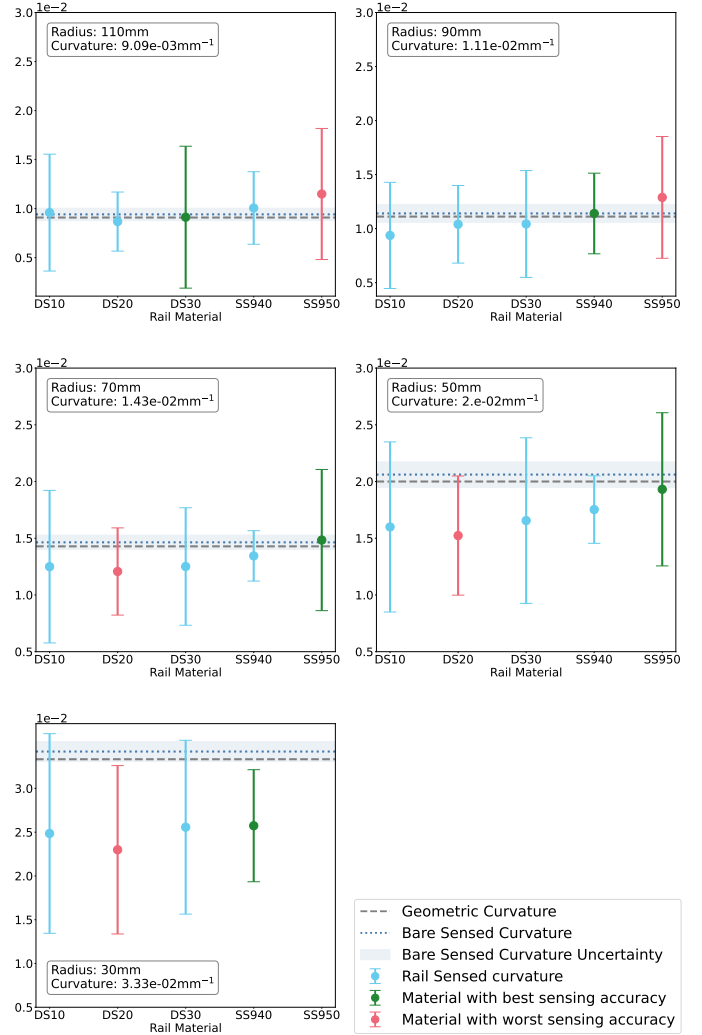 1e−2
3.0
2.5
2.0
1.5
1.0
0.5
Radius: 110mm
Curvature: 9.09e-03mm⁻¹
DS10 DS20 DS30 SS940 SS950
Rail Material
1e−2
3.0
2.5
2.0
1.5
1.0
0.5
Radius: 90mm
Curvature: 1.11e-02mm⁻¹
DS10 DS20 DS30 SS940 SS950
Rail Material
1e−2
3.0
2.5
2.0
1.5
1.0
0.5
Radius: 70mm
Curvature: 1.43e-02mm⁻¹
DS10 DS20 DS30 SS940 SS950
Rail Material
1e−2
3.0
2.5
2.0
1.5
1.0
0.5
Radius: 50mm
Curvature: 2.e-02mm⁻¹
DS10 DS20 DS30 SS940 SS950
Rail Material
1e−2
3.0
2.5
2.0
1.5
1.0
0.5
Radius: 30mm
Curvature: 3.33e-02mm⁻¹
DS10 DS20 DS30 SS940 SS950
Rail Material
Geometric Curvature
Bare Sensed Curvature
Bare Sensed Curvature Uncertainty
Rail Sensed curvature
Material with best sensing accuracy
Material with worst sensing accuracy